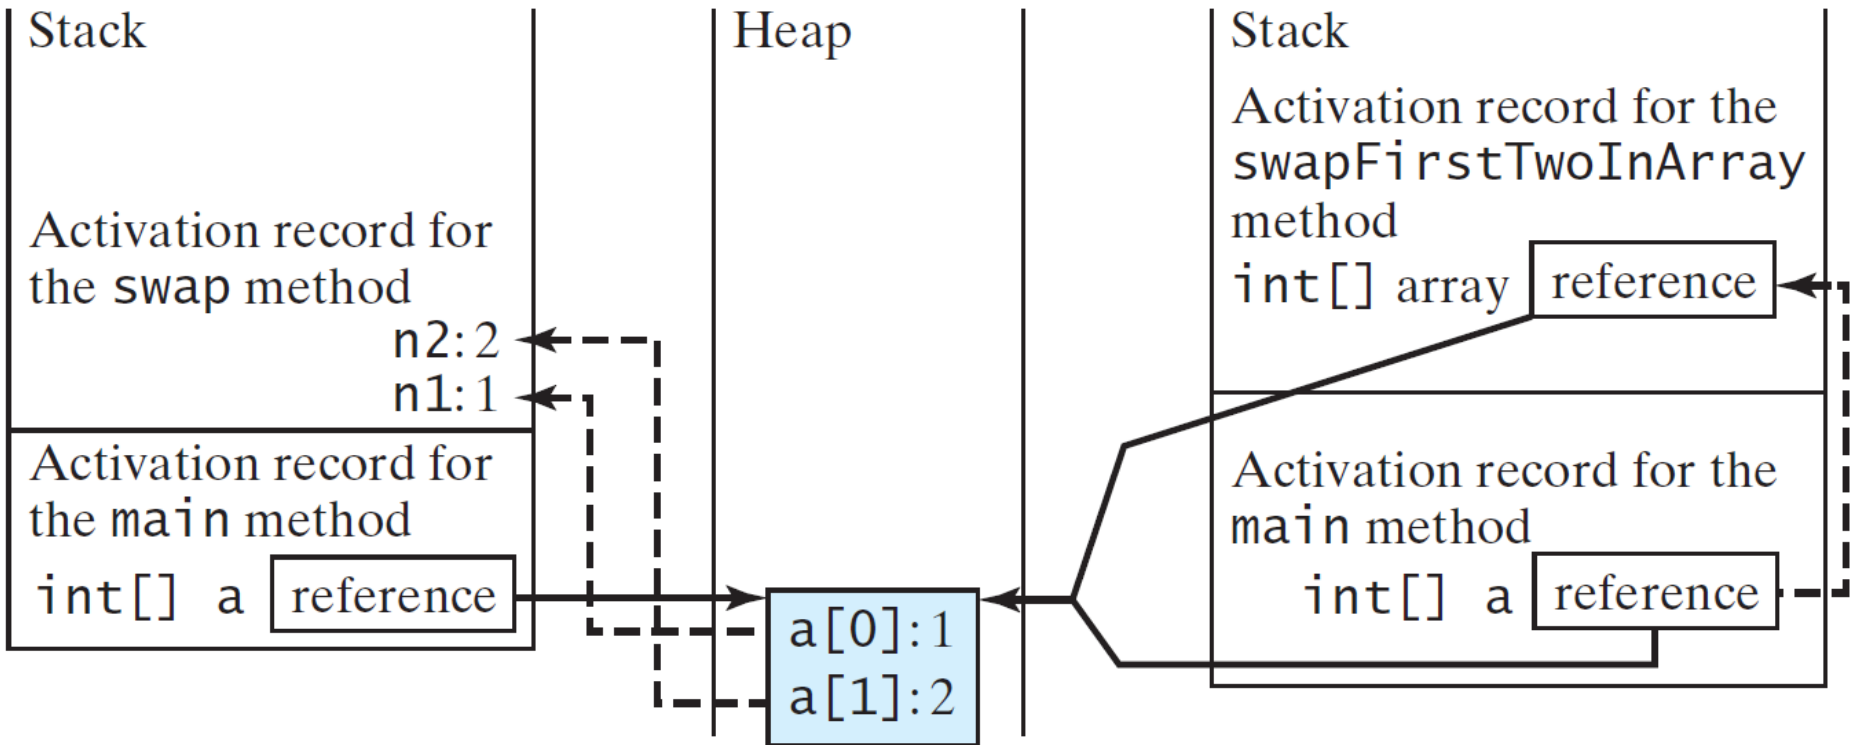 Stack
Activation record for
the swap method
n2: 2
n1: 1
Activation record for
the main method
int[] a reference
Heap
a[0]: 1
a[1]: 2
Stack
Activation record for the
swapFirstTwoInArray
method
int[] array reference
Activation record for the
main method
int[] a reference